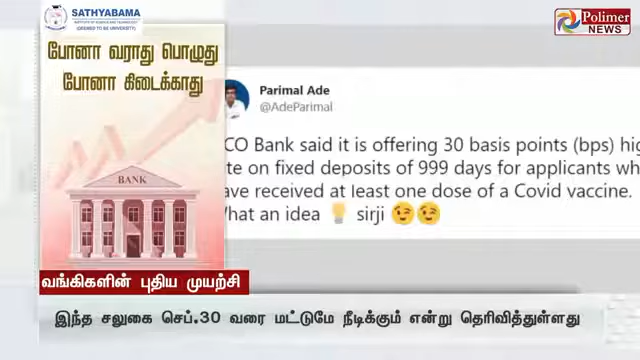 SATHYABAMA
INSTITUTE OF SCIENCE AND TECHNOLOGY
(DEEMED TO BE UNIVERSITY)
Polimer
NEWS
போனா வராது பொழுது
போனா கிடைக்காது
BANK
Parimal Ade
@AdeParimal
CO Bank said it is offering 30 basis points (bps) hig
te on fixed deposits of 999 days for applicants wh
ave received at least one dose of a Covid vaccine.
hat an idea 💡 sirji 😉😉
வங்கிகளின் புதிய முயற்சி
இந்த சலுகை செப்.30 வரை மட்டுமே நீடிக்கும் என்று தெரிவித்துள்ளது